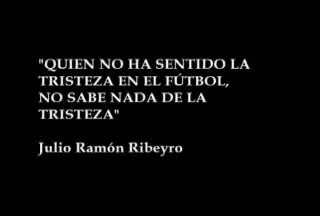 "QUIEN NO HA SENTIDO LA
TRISTEZA EN EL FÚTBOL,
NO SABE NADA DE LA
TRISTEZA"
Julio Ramón Ribeyro